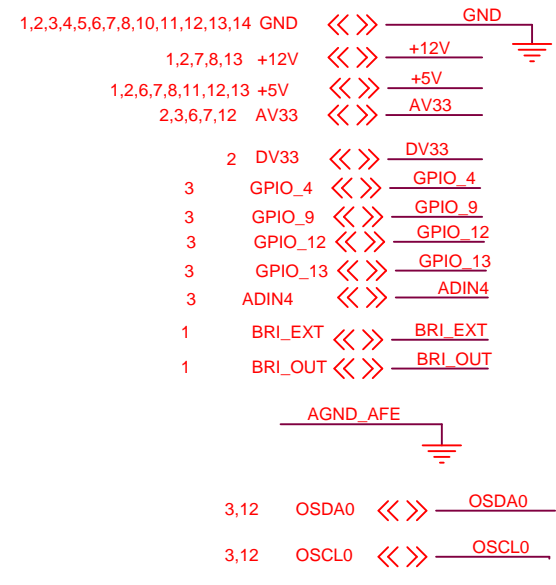 1,2,3,4,5,6,7,8,10,11,12,13,14 GND GND
1,2,7,8,13 +12V +12V
1,2,6,7,8,11,12,13 +5V +5V
2,3,6,7,12 AV33 AV33
2 DV33 DV33
3 GPIO_4 GPIO_4
3 GPIO_9 GPIO_9
3 GPIO_12 GPIO_12
3 GPIO_13 GPIO_13
3 ADIN4 ADIN4
1 BRI_EXT BRI_EXT
1 BRI_OUT BRI_OUT
AGND_AFE
3,12 OSDA0 OSDA0
3,12 OSCL0 OSCL0